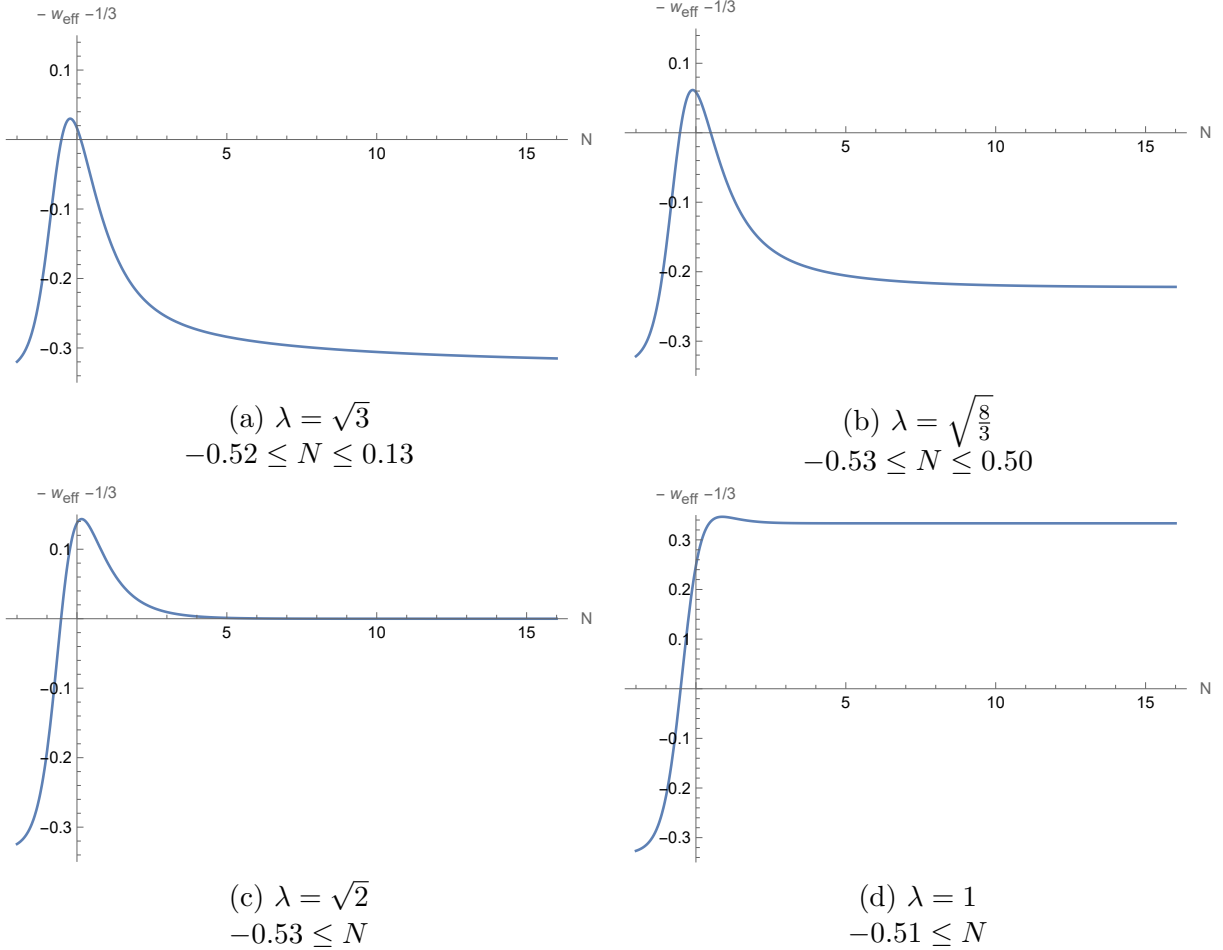 - w_eff -1/3
0.1
N
5 10 15
-0.1
-0.2
-0.3
(a) λ = √3
−0.52 ≤ N ≤ 0.13
- w_eff -1/3
0.1
N
5 10 15
-0.1
-0.2
-0.3
(b) λ = √(8/3)
−0.53 ≤ N ≤ 0.50
- w_eff -1/3
0.1
N
5 10 15
-0.1
-0.2
-0.3
(c) λ = √2
−0.53 ≤ N
- w_eff -1/3
0.3
0.2
0.1
N
5 10 15
-0.1
-0.2
-0.3
(d) λ = 1
−0.51 ≤ N